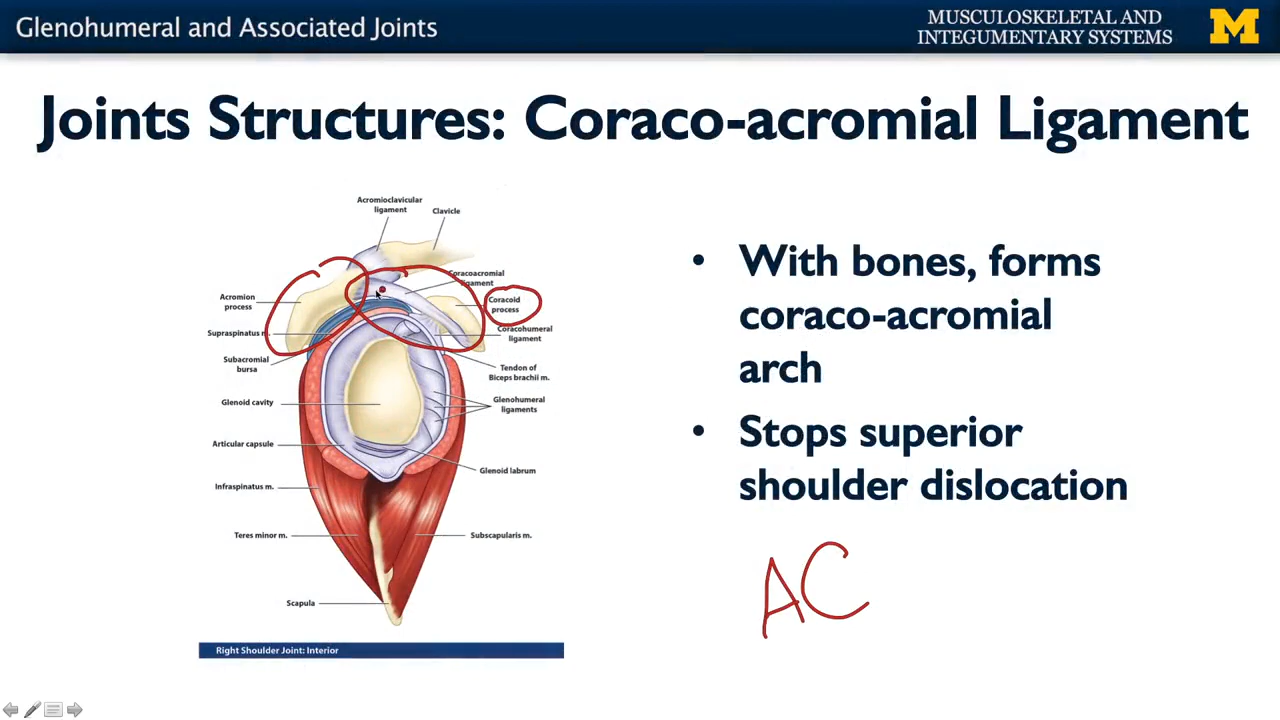 Glenohumeral and Associated Joints
MUSCULOSKELETAL AND
INTEGUMENTARY SYSTEMS
M
Joints Structures: Coraco-acromial Ligament
Acromioclavicular
ligament
Clavicle
Coracoacromial
ligament
Acromion
process
Coracoid
process
Supraspinatus m.
Coracohumeral
ligament
Subacromial
bursa
Tendon of
Biceps brachii m.
Glenoid cavity
Glenohumeral
ligaments
Articular capsule
Glenoid labrum
Infraspinatus m.
Teres minor m.
Subscapularis m.
Scapula
Right Shoulder Joint: Interior
• With bones, forms
coraco-acromial
arch
• Stops superior
shoulder dislocation
AC